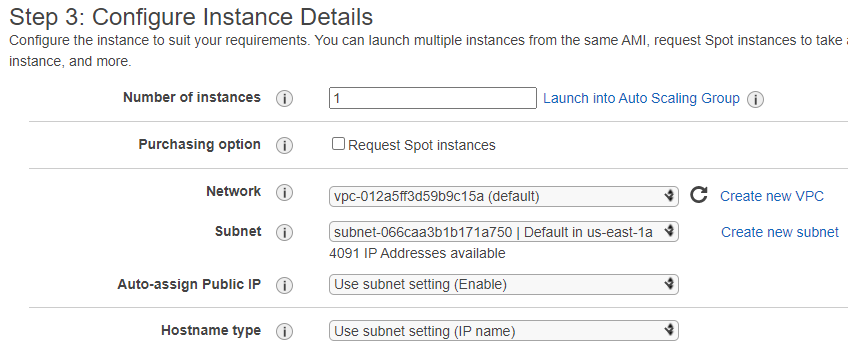 Step 3: Configure Instance Details
Configure the instance to suit your requirements. You can launch multiple instances from the same AMI, request Spot instances to take
instance, and more.
Number of instances i 1 Launch into Auto Scaling Group i
Purchasing option i Request Spot instances
Network i vpc-012a5ff3d59b9c15a (default) Create new VPC
Subnet i subnet-066caa3b1b171a750 | Default in us-east-1a Create new subnet
4091 IP Addresses available
Auto-assign Public IP i Use subnet setting (Enable)
Hostname type i Use subnet setting (IP name)